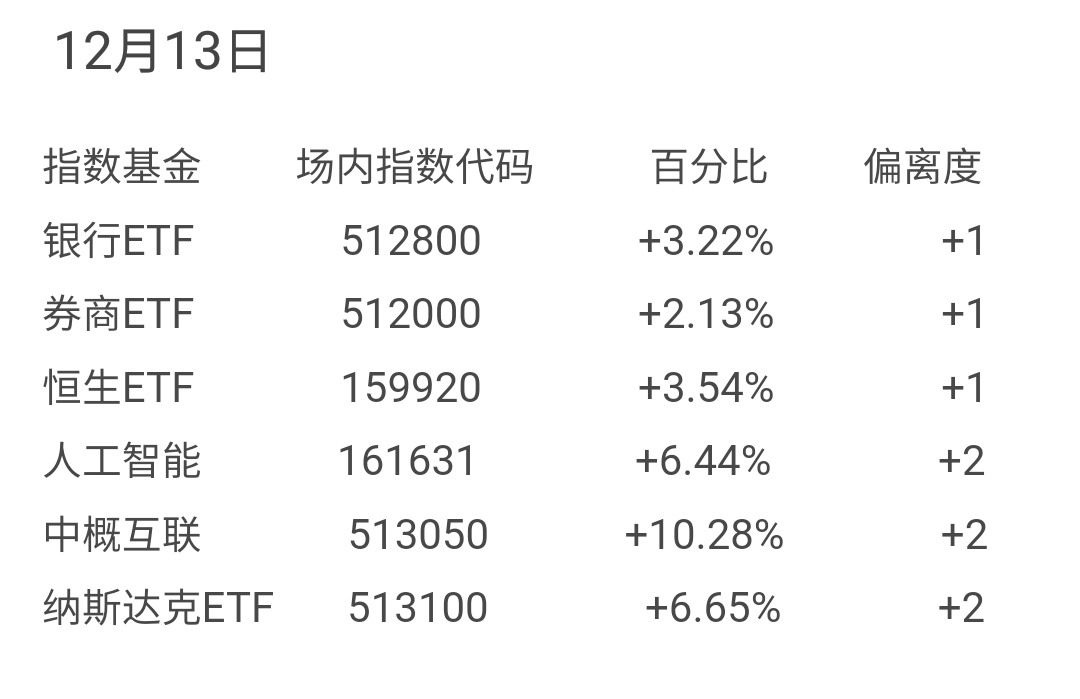 12月13日
指数基金 场内指数代码 百分比 偏离度
银行ETF 512800 +3.22% +1
券商ETF 512000 +2.13% +1
恒生ETF 159920 +3.54% +1
人工智能 161631 +6.44% +2
中概互联 513050 +10.28% +2
纳斯达克ETF 513100 +6.65% +2